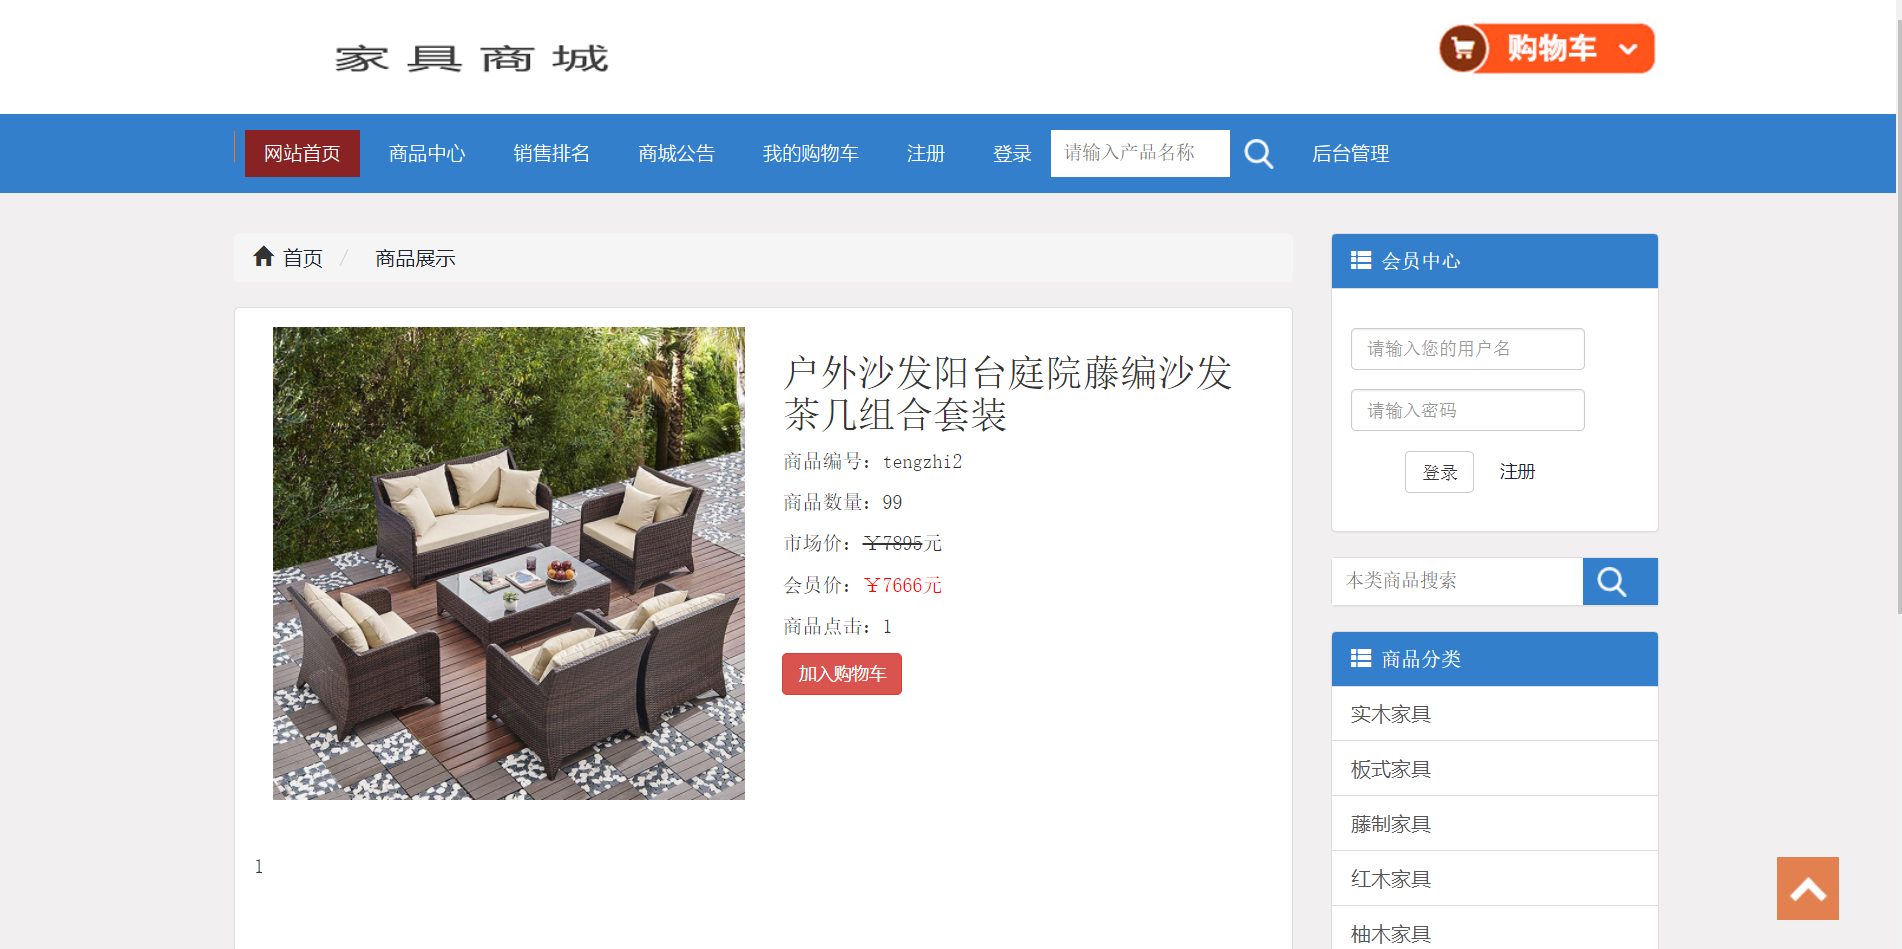 家具商城
购物车
网站首页 商品中心 销售排名 商城公告 我的购物车 注册 登录 请输入产品名称 后台管理
首页 / 商品展示
户外沙发阳台庭院藤编沙发
茶几组合套装
商品编号：tengzhi2
商品数量：99
市场价：￥7895元
会员价：￥7666元
商品点击：1
加入购物车
1
会员中心
请输入您的用户名
请输入密码
登录 注册
本类商品搜索
商品分类
实木家具
板式家具
藤制家具
红木家具
柚木家具